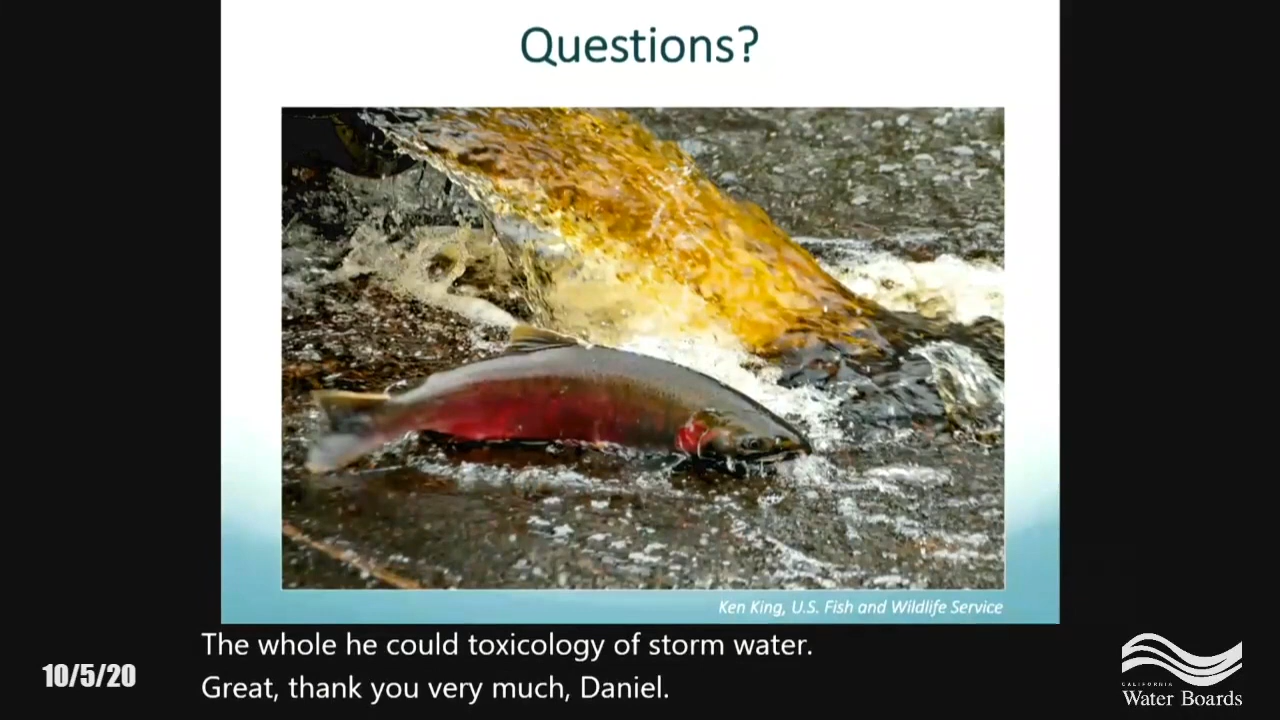 Questions?
Ken King, U.S. Fish and Wildlife Service
The whole he could toxicology of storm water.
Great, thank you very much, Daniel.
10/5/20
CALIFORNIA
Water Boards